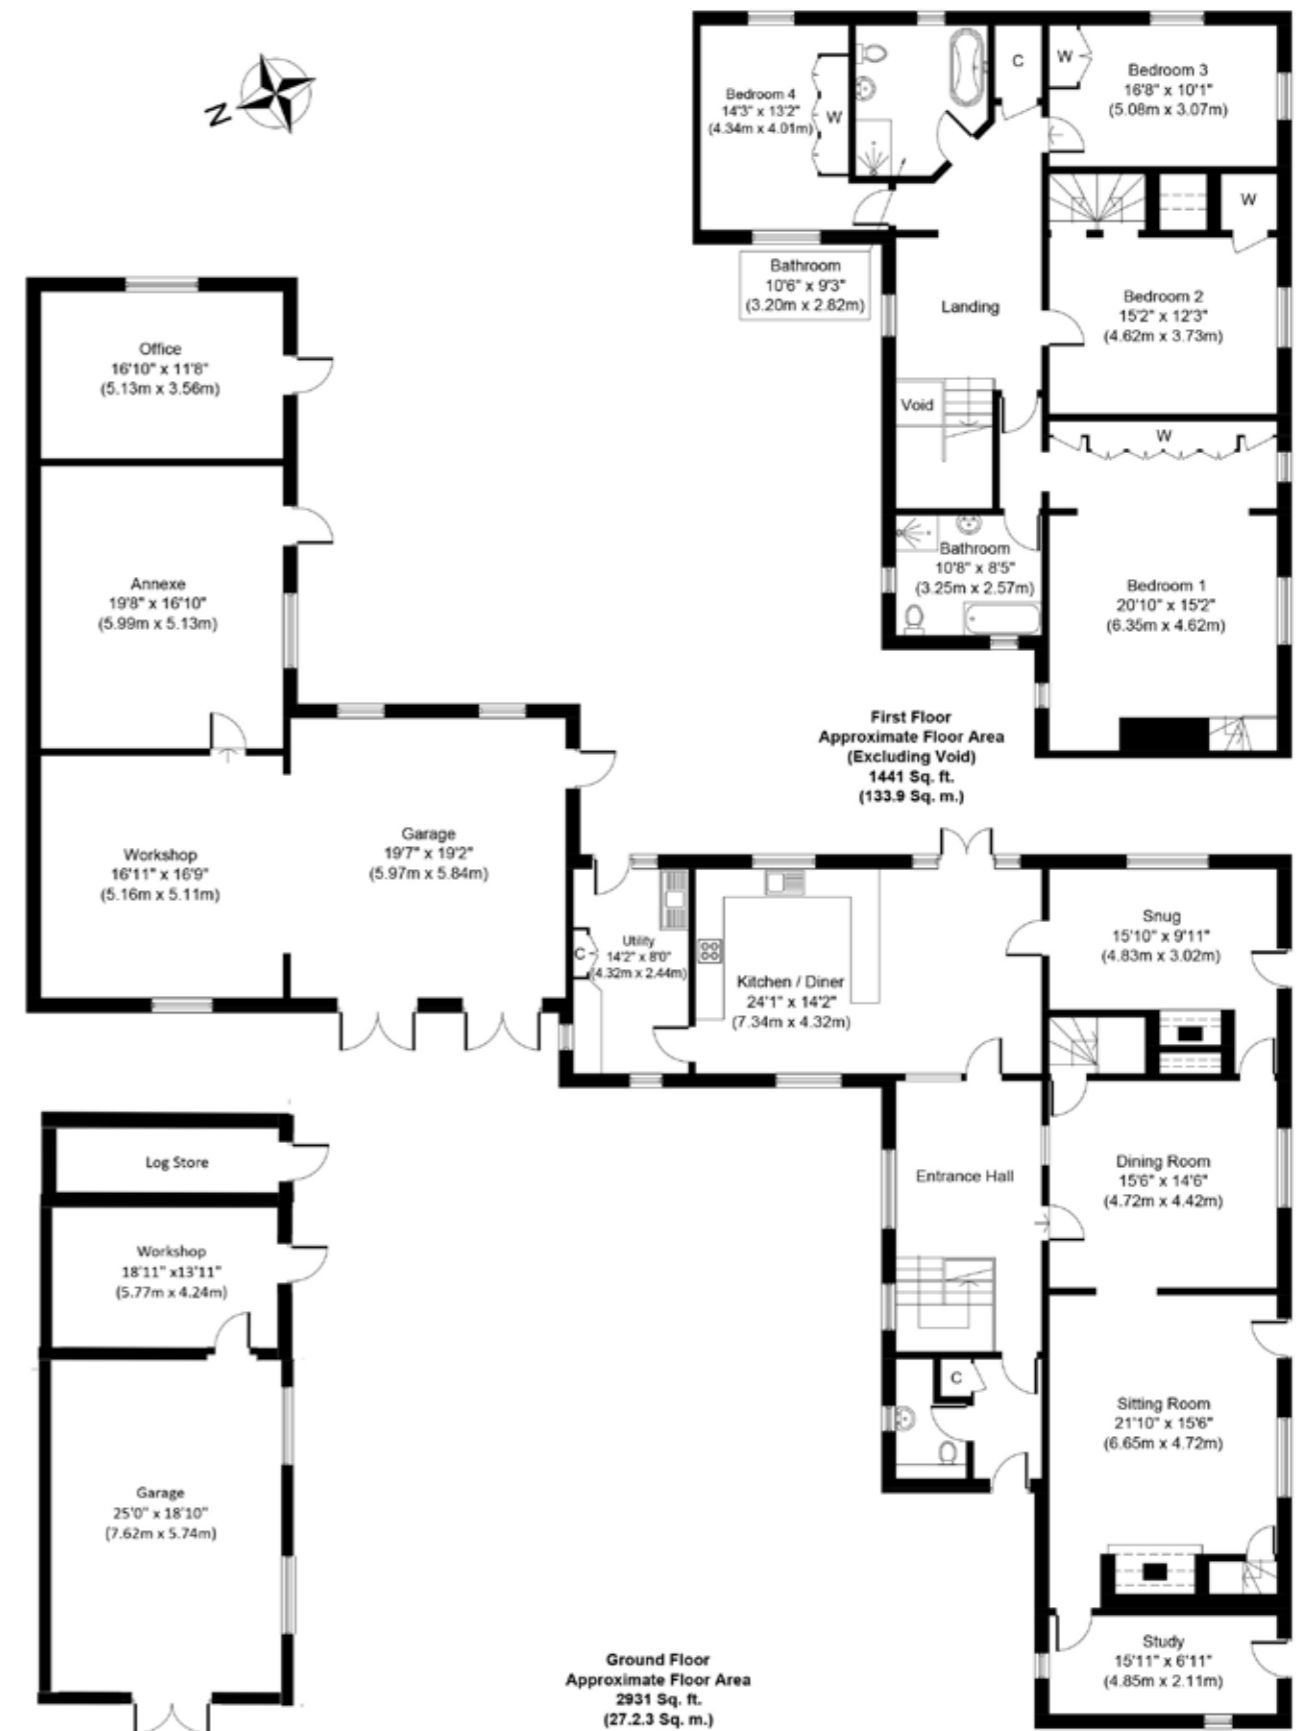 N
Bedroom 4
14'3" x 13'2"
(4.34m x 4.01m)
W
C
W
Bedroom 3
16'8" x 10'1"
(5.08m x 3.07m)
W
Bathroom
10'6" x 9'3"
(3.20m x 2.82m)
Landing
Bedroom 2
15'2" x 12'3"
(4.62m x 3.73m)
Void
W
Bathroom
10'8" x 8'5"
(3.25m x 2.57m)
Bedroom 1
20'10" x 15'2"
(6.35m x 4.62m)
First Floor
Approximate Floor Area
(Excluding Void)
1441 Sq. ft.
(133.9 Sq. m.)
Office
16'10" x 11'8"
(5.13m x 3.56m)
Annexe
19'8" x 16'10"
(5.99m x 5.13m)
Workshop
16'11" x 16'9"
(5.16m x 5.11m)
Garage
19'7" x 19'2"
(5.97m x 5.84m)
C
Utility
14'2" x 8'0"
(4.32m x 2.44m)
Kitchen / Diner
24'1" x 14'2"
(7.34m x 4.32m)
Snug
15'10" x 9'11"
(4.83m x 3.02m)
Entrance Hall
Dining Room
15'6" x 14'6"
(4.72m x 4.42m)
C
Sitting Room
21'10" x 15'6"
(6.65m x 4.72m)
Study
15'11" x 6'11"
(4.85m x 2.11m)
Log Store
Workshop
18'11" x13'11"
(5.77m x 4.24m)
Garage
25'0" x 18'10"
(7.62m x 5.74m)
Ground Floor
Approximate Floor Area
2931 Sq. ft.
(27.2.3 Sq. m.)